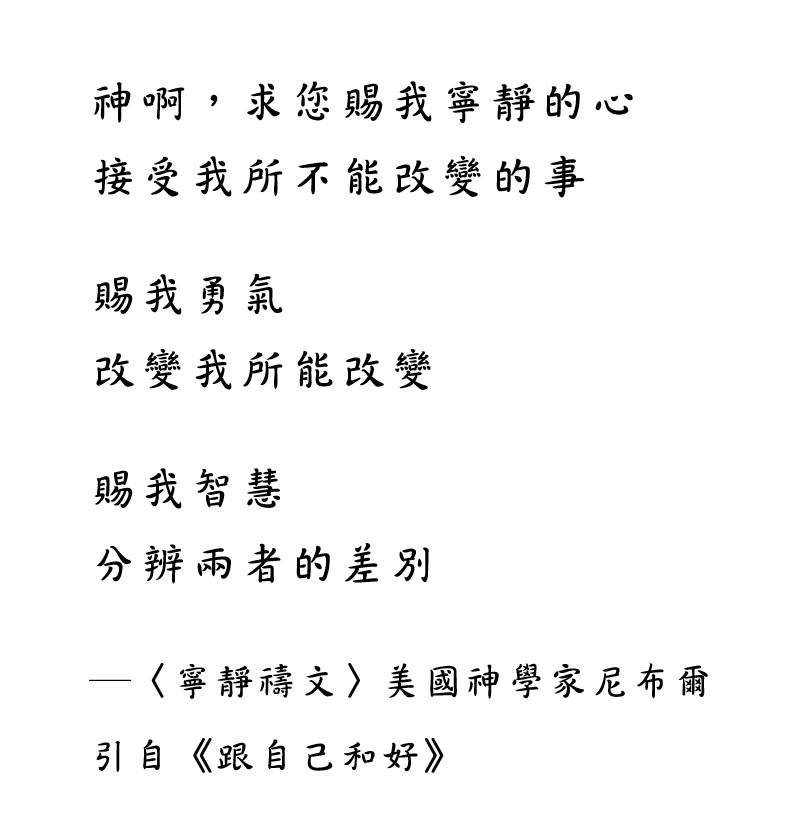 神啊，求您賜我寧靜的心
接受我所不能改變的事
賜我勇氣
改變我所能改變
賜我智慧
分辨兩者的差別
—〈寧靜禱文〉美國神學家尼布爾
引自《跟自己和好》